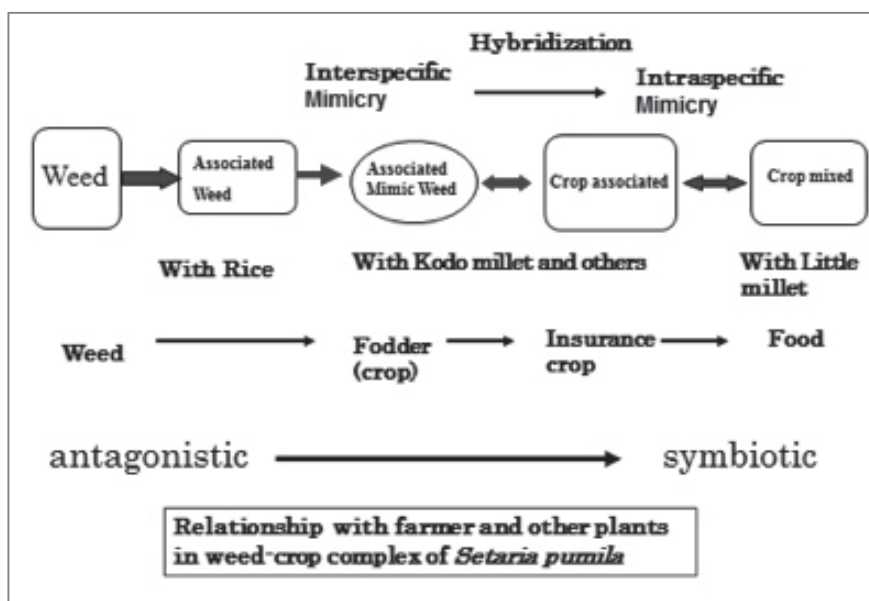 Hybridization
Interspecific
Mimicry
Intraspecific
Mimicry
Weed
Associated
Weed
Associated
Mimic Weed
Crop associated
Crop mixed
With Rice
With Kodo millet and others
With Little
millet
Weed
Fodder
(crop)
Insurance
crop
Food
antagonistic
symbiotic
Relationship with farmer and other plants
in weed-crop complex of Setaria pumila